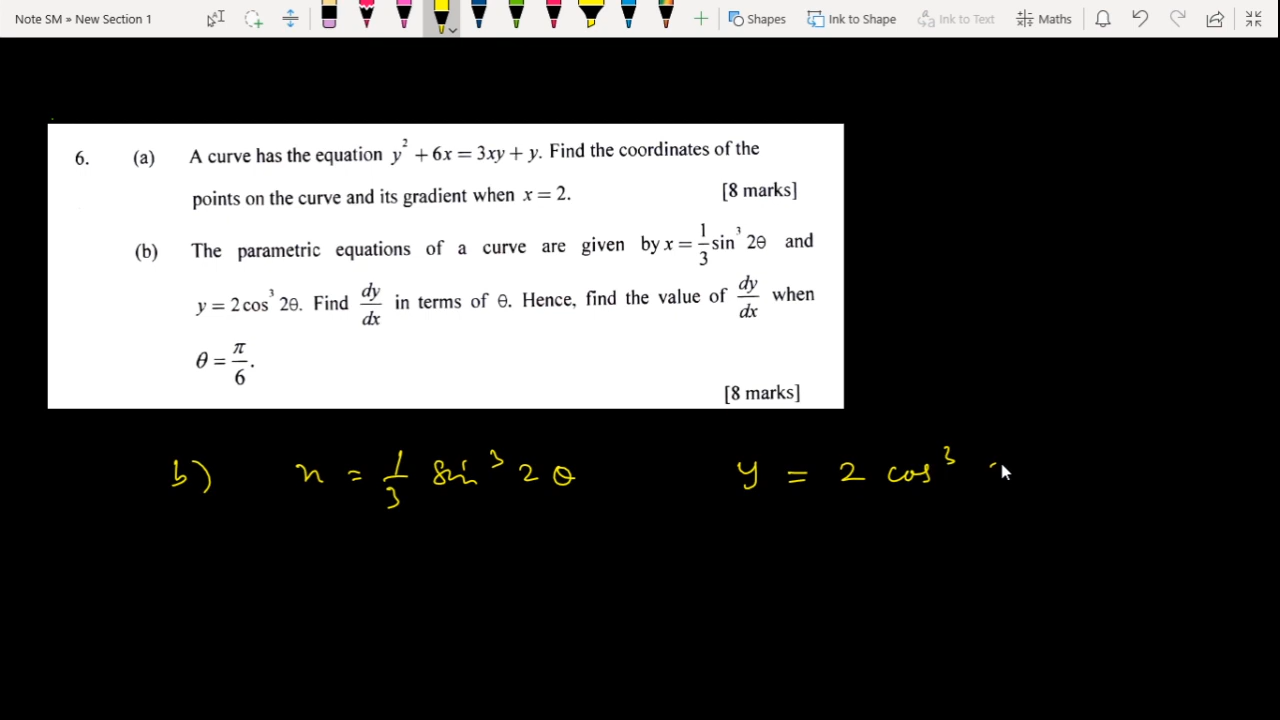 Note SM » New Section 1
Shapes
Ink to Shape
Ink to Text
Maths
6. (a) A curve has the equation y² + 6x = 3xy + y. Find the coordinates of the
points on the curve and its gradient when x = 2. [8 marks]
(b) The parametric equations of a curve are given by x = 1/3 sin³ 2θ and
y = 2cos³ 2θ. Find dy/dx in terms of θ. Hence, find the value of dy/dx when
θ = π/6.
[8 marks]
b) x = 1/3 sin³ 2θ y = 2 cos³